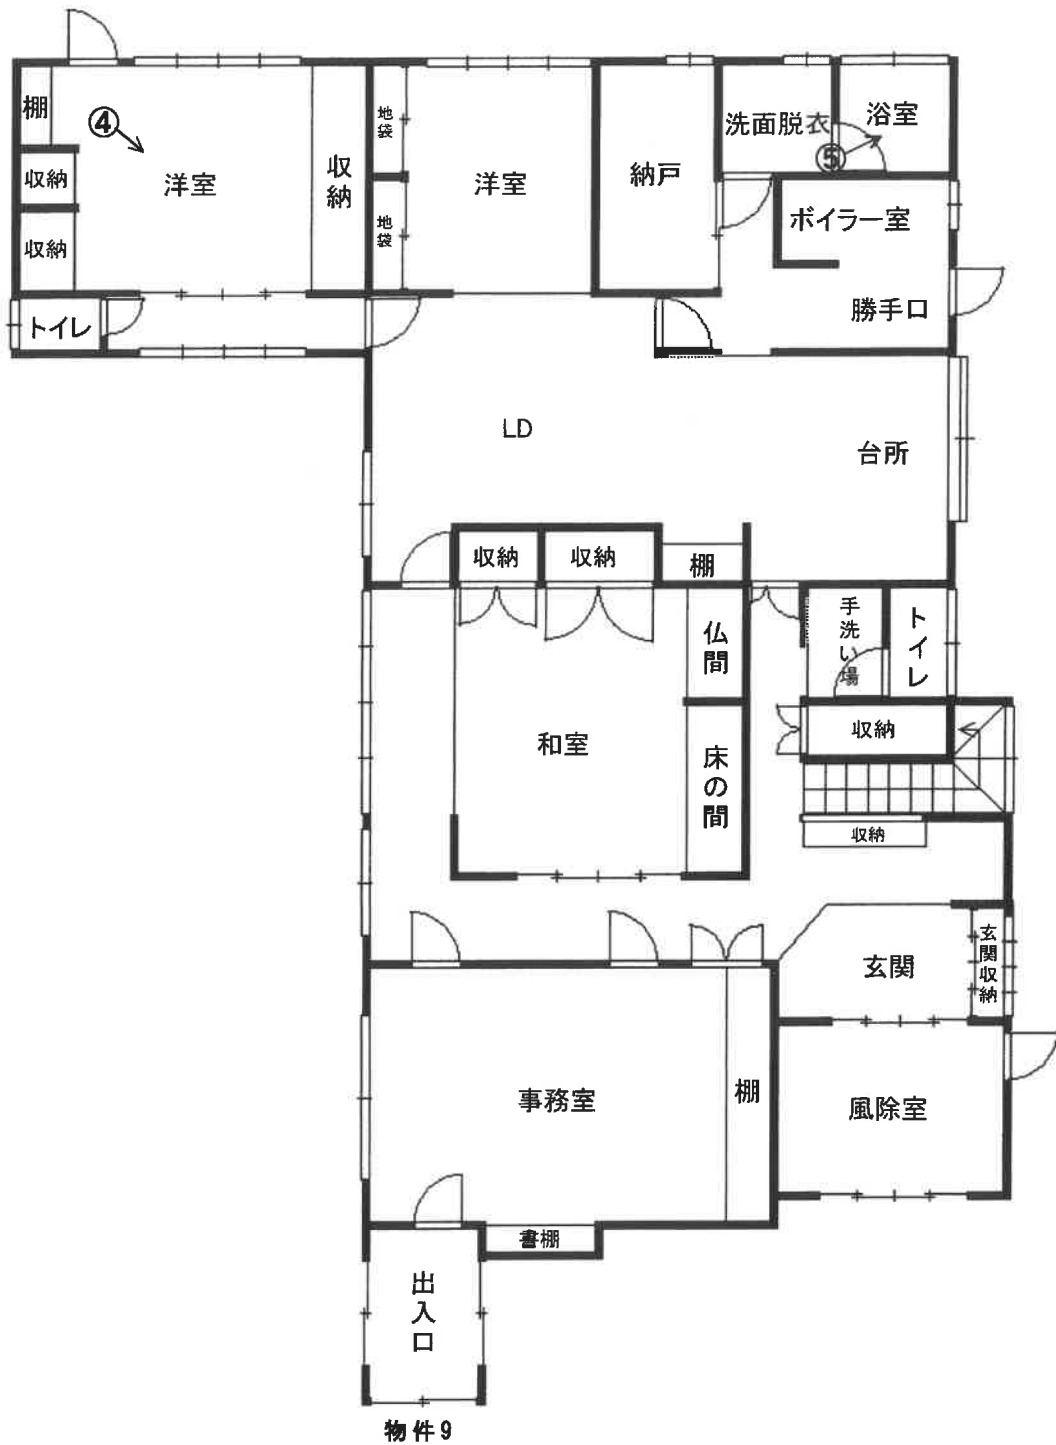 棚
④
収納
収納
洋室
収納
地袋
地袋
洋室
納戸
洗面脱衣
⑤
浴室
ボイラー室
勝手口
トイレ
LD
台所
収納
収納
棚
仏間
手洗い場
トイレ
和室
床の間
収納
収納
玄関
玄関収納
事務室
棚
風除室
書棚
出入口
物件9